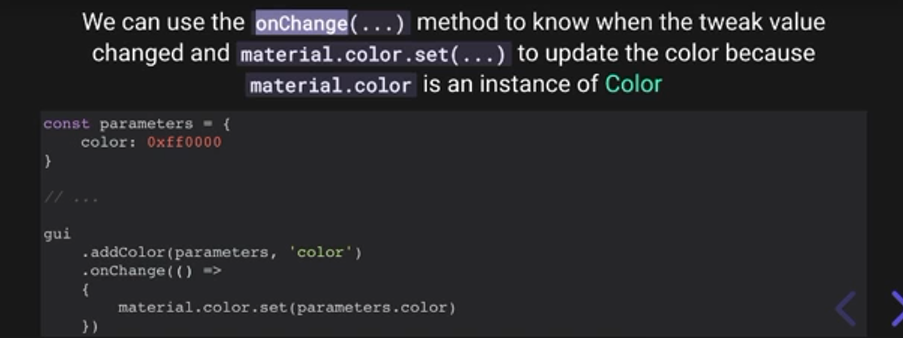 We can use the onChange(...) method to know when the tweak value
changed and material.color.set(...) to update the color because
material.color is an instance of Color
const parameters = {
    color: 0xff0000
}
// ...
gui
    .addColor(parameters, 'color')
    .onChange(() =>
    {
        material.color.set(parameters.color)
    })